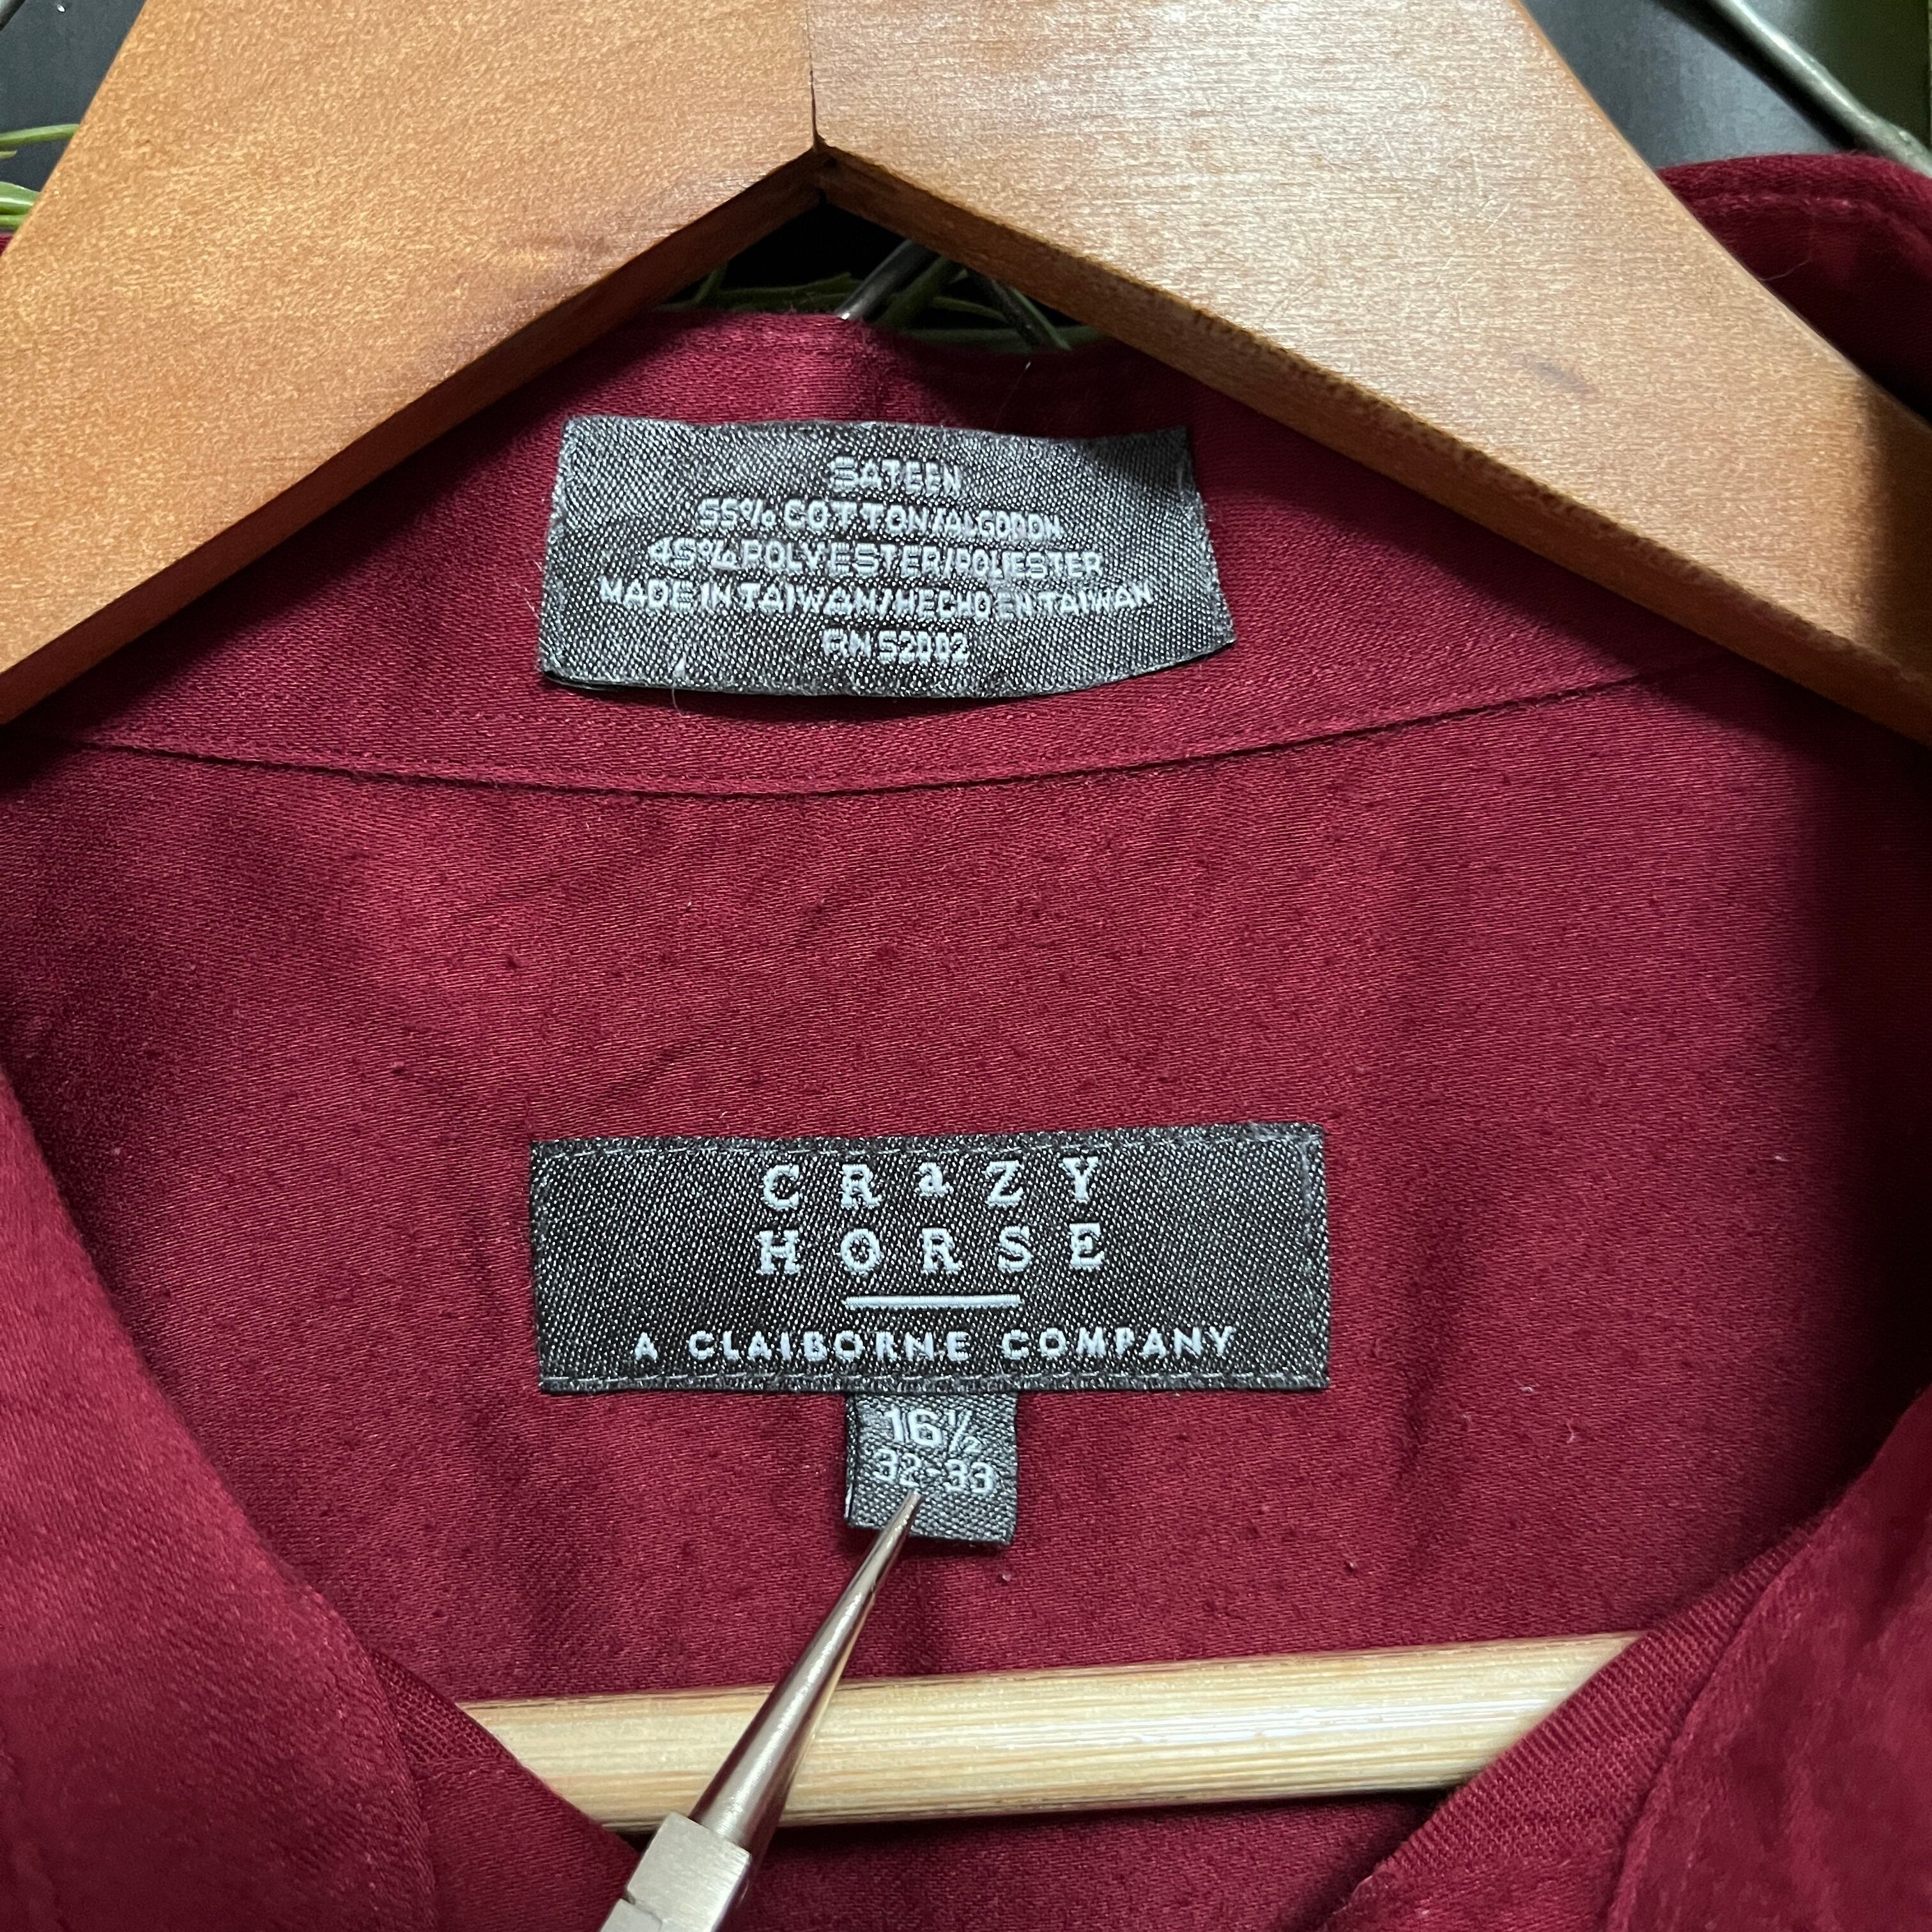 SATEEN
55% COTTON/ALGODON
45% POLYESTER/POLIESTER
MADE IN TAIWAN/HECHO EN TAIWAN
RN 52002
CRaZY
HORSE
A CLAIBORNE COMPANY
16½
32-33